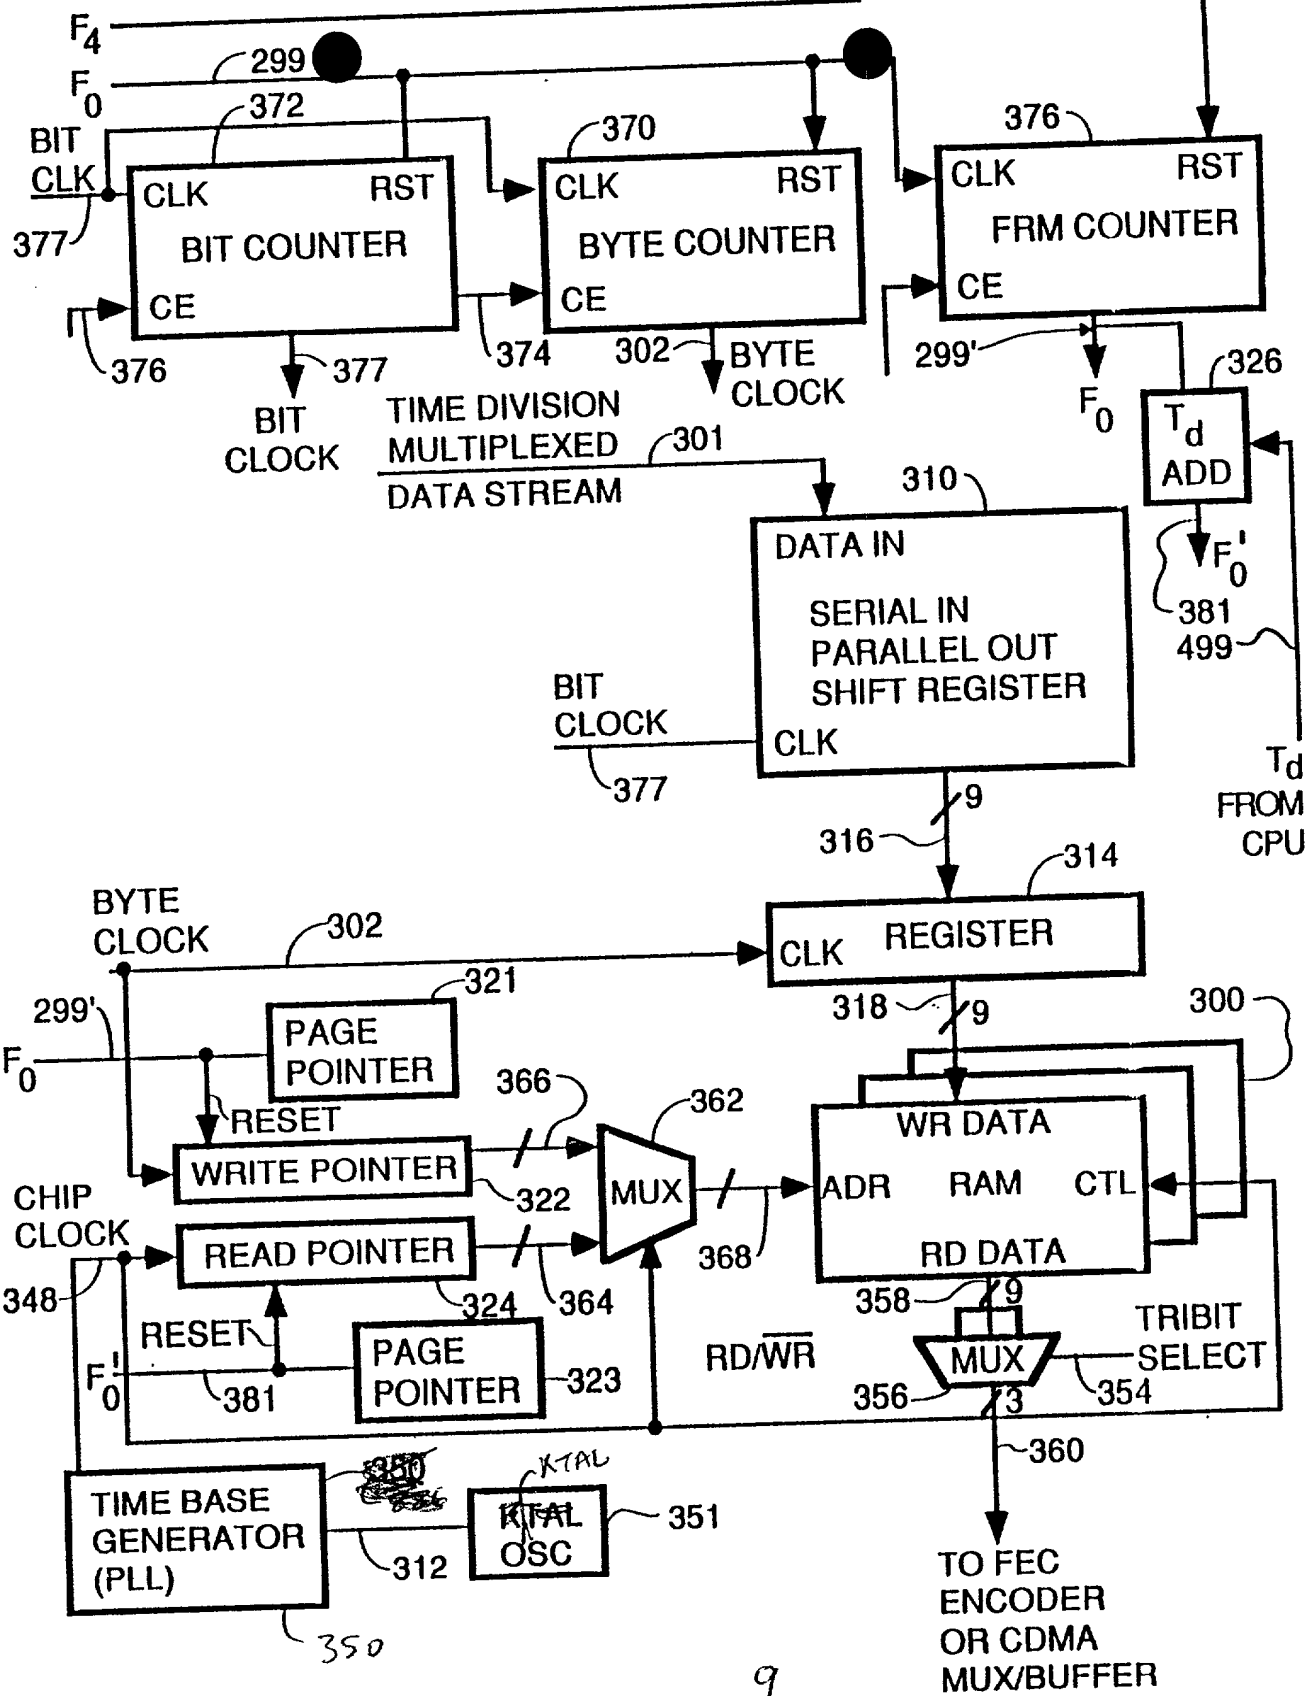 F4
F0
299
372
370
376
BIT
CLK
377
CLK
RST
BIT COUNTER
CE
376
377
BIT
CLOCK
374
CLK
RST
BYTE COUNTER
CE
302
BYTE
CLOCK
CLK
RST
FRM COUNTER
CE
299'
F0
326
Td
ADD
F0'
381
499
Td
FROM
CPU
TIME DIVISION
MULTIPLEXED
DATA STREAM
301
310
DATA IN
SERIAL IN
PARALLEL OUT
SHIFT REGISTER
CLK
BIT
CLOCK
377
9
316
314
BYTE
CLOCK
302
CLK
REGISTER
318
9
300
299'
F0
321
PAGE
POINTER
RESET
366
362
WRITE POINTER
322
CHIP
CLOCK
348
READ POINTER
324
364
MUX
368
WR DATA
ADR
RAM
CTL
RD DATA
358
9
RESET
F0'
381
PAGE
POINTER
323
RD/WR
MUX
TRIBIT
SELECT
356
354
3
360
TIME BASE
GENERATOR
(PLL)
312
XTAL
OSC
351
350
TO FEC
ENCODER
OR CDMA
MUX/BUFFER
9